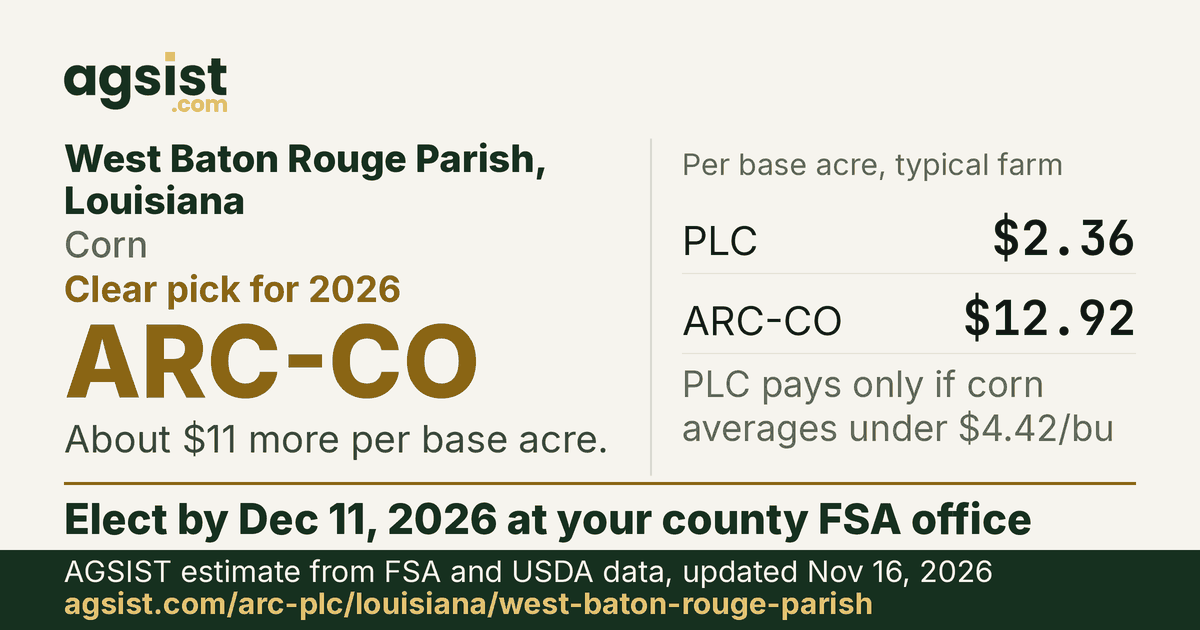 agsist
.com
West Baton Rouge Parish,
Louisiana
Corn
Clear pick for 2026
ARC-CO
About $11 more per base acre.
Per base acre, typical farm
PLC $2.36
ARC-CO $12.92
PLC pays only if corn
averages under $4.42/bu
Elect by Dec 11, 2026 at your county FSA office
AGSIST estimate from FSA and USDA data, updated Nov 16, 2026
agsist.com/arc-plc/louisiana/west-baton-rouge-parish